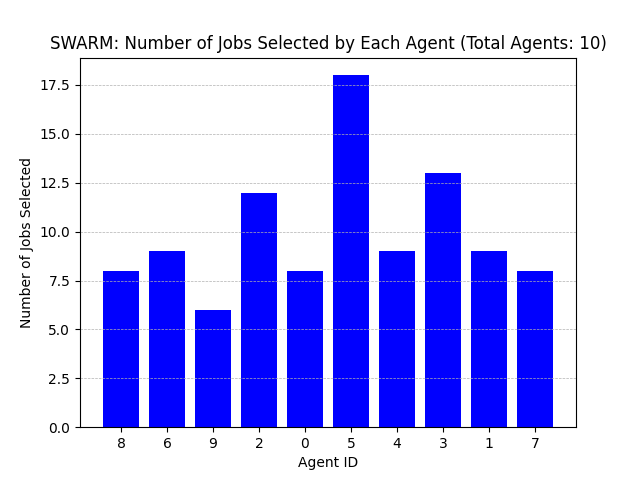 SWARM: Number of Jobs Selected by Each Agent (Total Agents: 10)
17.5
15.0
12.5
10.0
7.5
5.0
2.5
0.0
Number of Jobs Selected
8 6 9 2 0 5 4 3 1 7
Agent ID